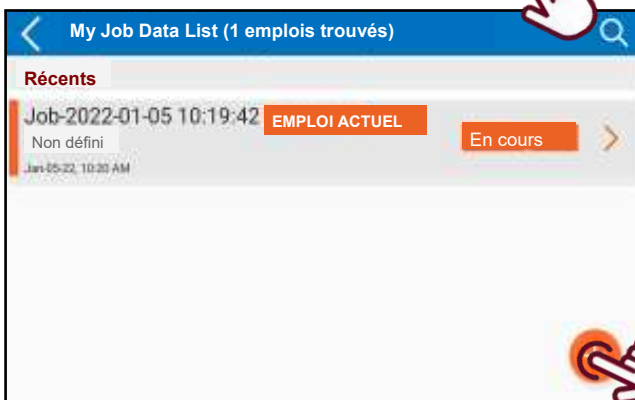 My Job Data List (1 emplois trouvés)
Récents
Job-2022-01-05 10:19:42 EMPLOI ACTUEL
Non défini
En cours
Jan-05-22, 10:20 AM